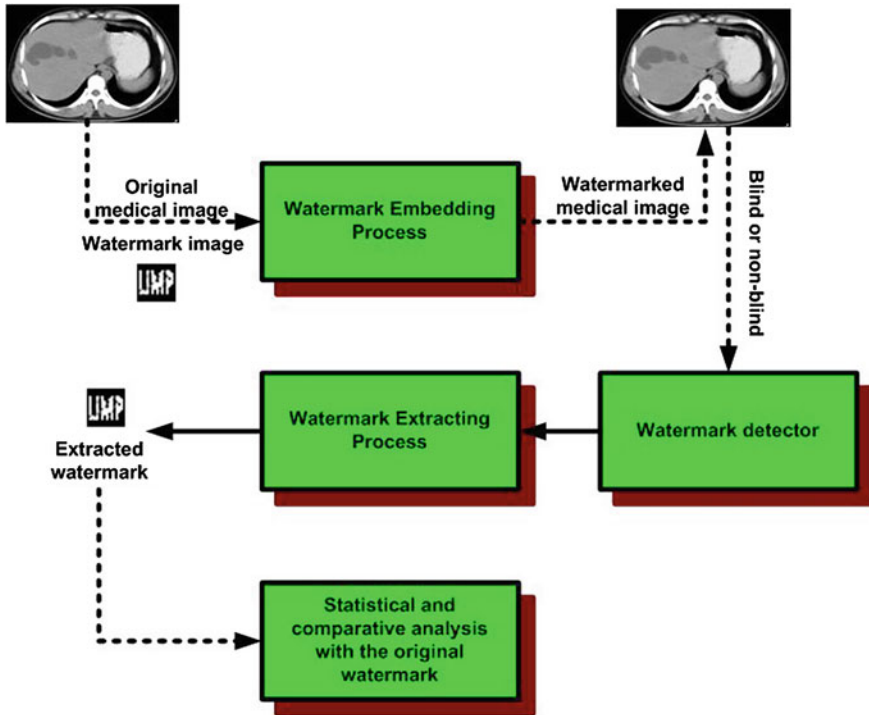 Original
medical image
Watermark image
UMP
Watermark Embedding
Process
Watermarked
medical image
Blind or non-blind
Watermark detector
Watermark Extracting
Process
UMP
Extracted
watermark
Statistical and
comparative analysis
with the original
watermark